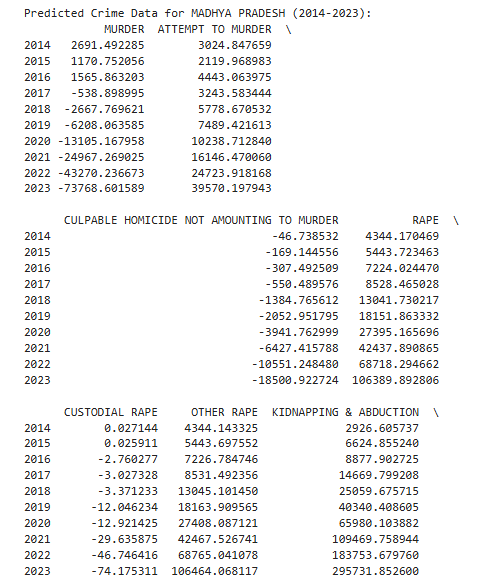 Predicted Crime Data for MADHYA PRADESH (2014-2023):
MURDER ATTEMPT TO MURDER \
2014 2691.492285 3024.847659
2015 1170.752056 2119.968983
2016 1565.863203 4443.063975
2017 -538.898995 3243.583444
2018 -2667.769621 5778.670532
2019 -6208.063585 7489.421613
2020 -13105.167958 10238.712840
2021 -24967.269025 16146.470060
2022 -43270.236673 24723.918168
2023 -73768.601589 39570.197943
CULPABLE HOMICIDE NOT AMOUNTING TO MURDER RAPE \
2014 -46.738532 4344.170469
2015 -169.144556 5443.723463
2016 -307.492509 7224.024470
2017 -550.489576 8528.465028
2018 -1384.765612 13041.730217
2019 -2052.951795 18151.863332
2020 -3941.762999 27395.165696
2021 -6427.415788 42437.890865
2022 -10551.248480 68718.294662
2023 -18500.922724 106389.892806
CUSTODIAL RAPE OTHER RAPE KIDNAPPING & ABDUCTION \
2014 0.027144 4344.143325 2926.605737
2015 0.025911 5443.697552 6624.855240
2016 -2.760277 7226.784746 8877.902725
2017 -3.027328 8531.492356 14669.799208
2018 -3.371233 13045.101450 25059.675715
2019 -12.046234 18163.909565 40340.408605
2020 -12.921425 27408.087121 65980.103882
2021 -29.635875 42467.526741 109469.758944
2022 -46.746416 68765.041078 183753.679760
2023 -74.175311 106464.068117 295731.852600